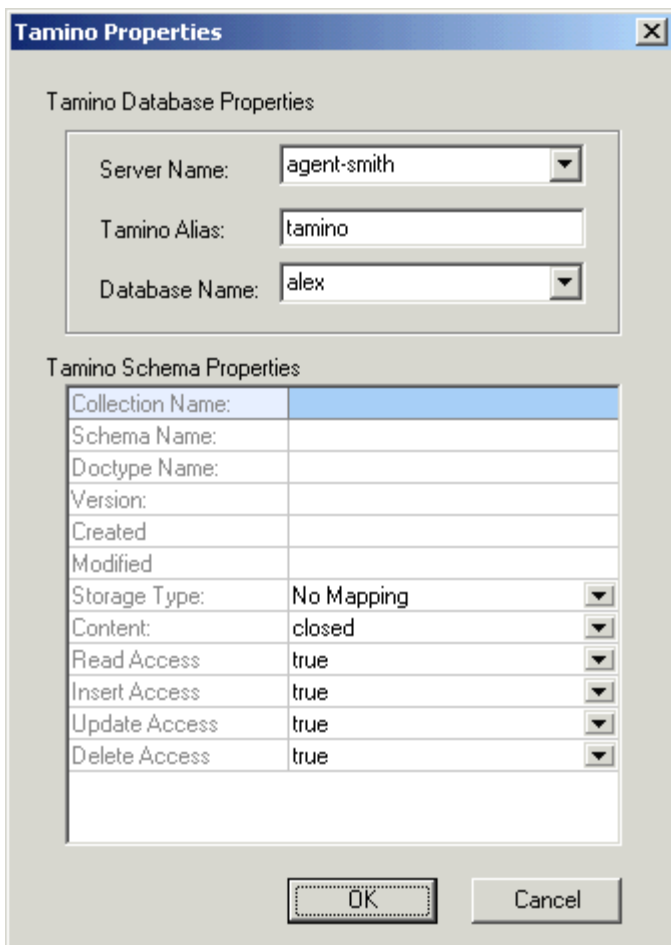 Tamino Properties
Tamino Database Properties
Server Name: agent-smith
Tamino Alias: tamino
Database Name: alex
Tamino Schema Properties
Collection Name:
Schema Name:
Doctype Name:
Version:
Created
Modified
Storage Type: No Mapping
Content: closed
Read Access true
Insert Access true
Update Access true
Delete Access true
OK Cancel